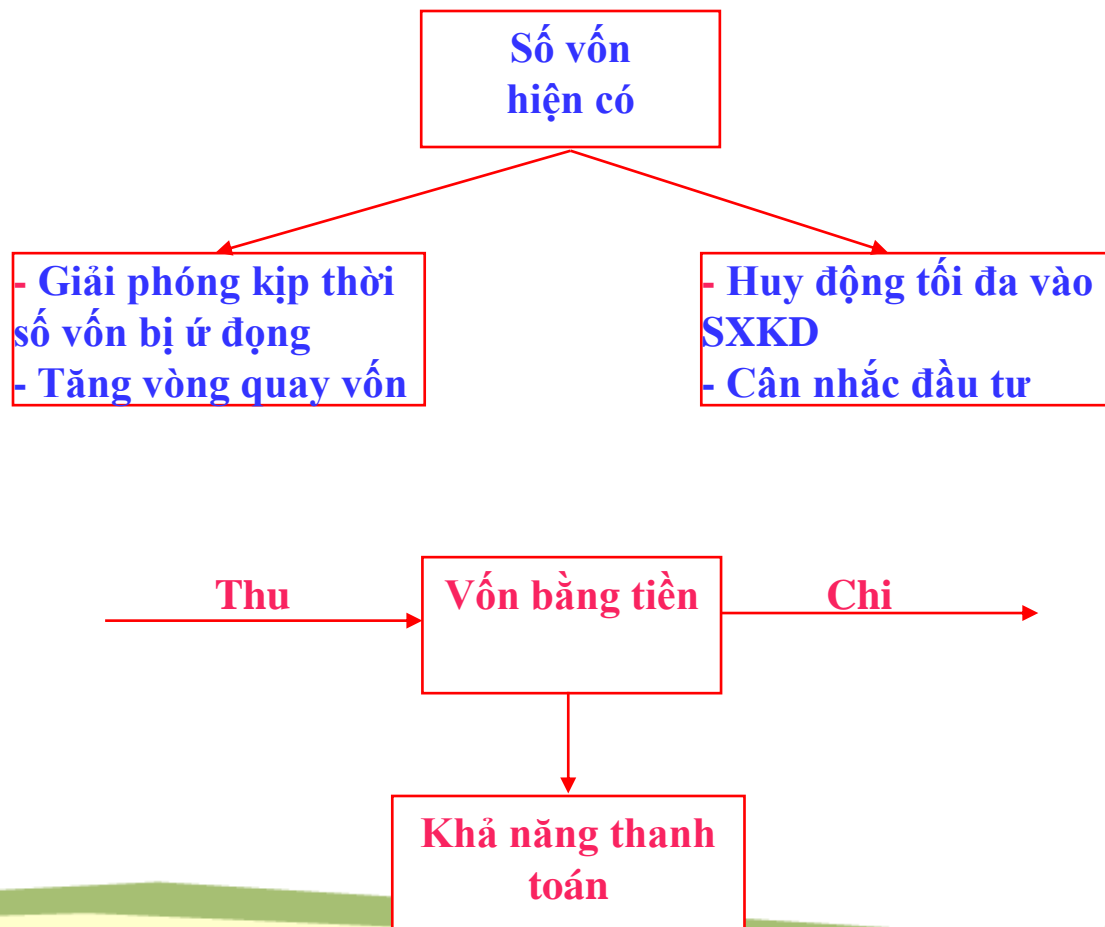 Số vốn
hiện có
- Giải phóng kịp thời
số vốn bị ứ đọng
- Tăng vòng quay vốn
- Huy động tối đa vào
SXKD
- Cân nhắc đầu tư
Thu
Vốn bằng tiền
Chi
Khả năng thanh
toán